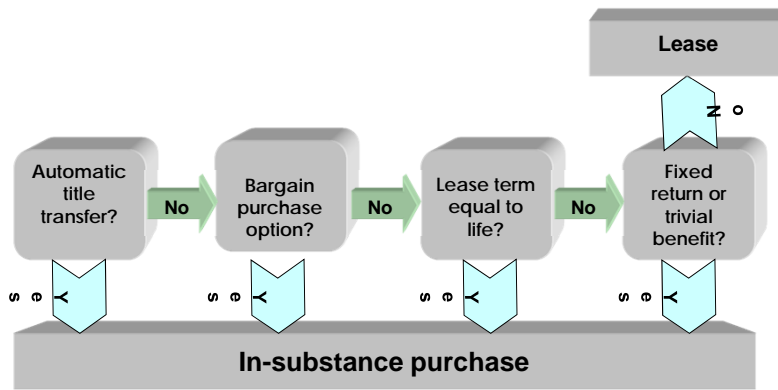 Lease
No
Automatic
title
transfer?
No
Bargain
purchase
option?
No
Lease term
equal to
life?
No
Fixed
return or
trivial
benefit?
Yes
Yes
Yes
Yes
In-substance purchase